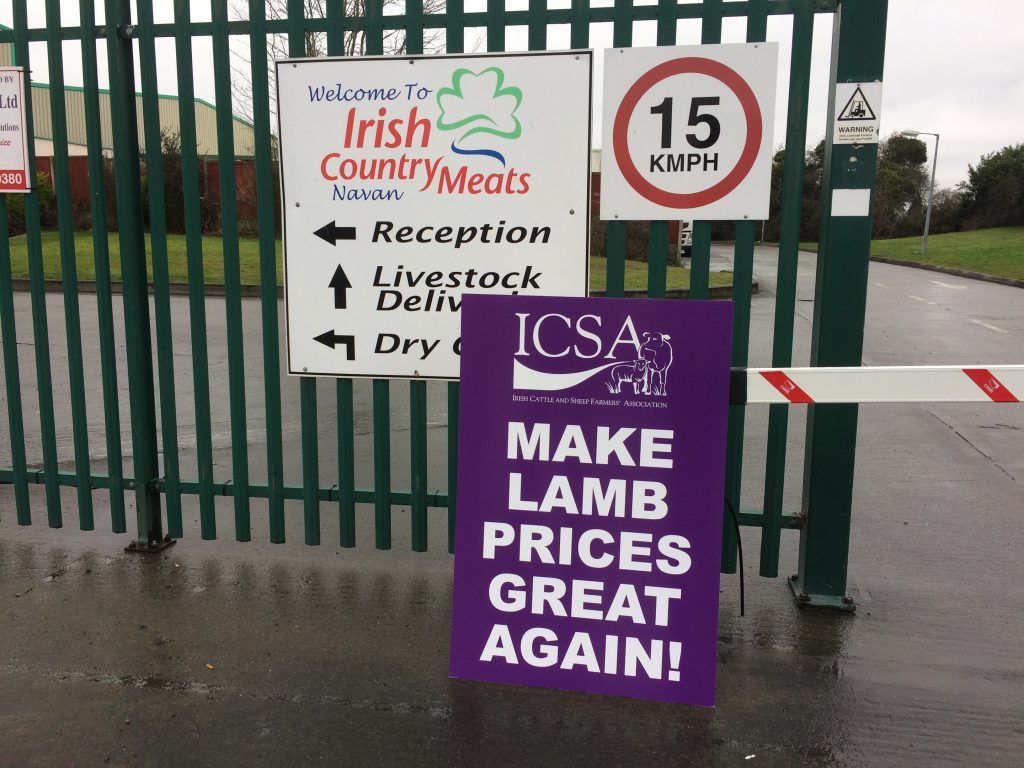 Ltd
Welcome To
Irish
Country Meats
Navan
Reception
Livestock
Dry
15
KMPH
WARNING
ICSA
IRISH CATTLE AND SHEEP FARMERS' ASSOCIATION
MAKE
LAMB
PRICES
GREAT
AGAIN!